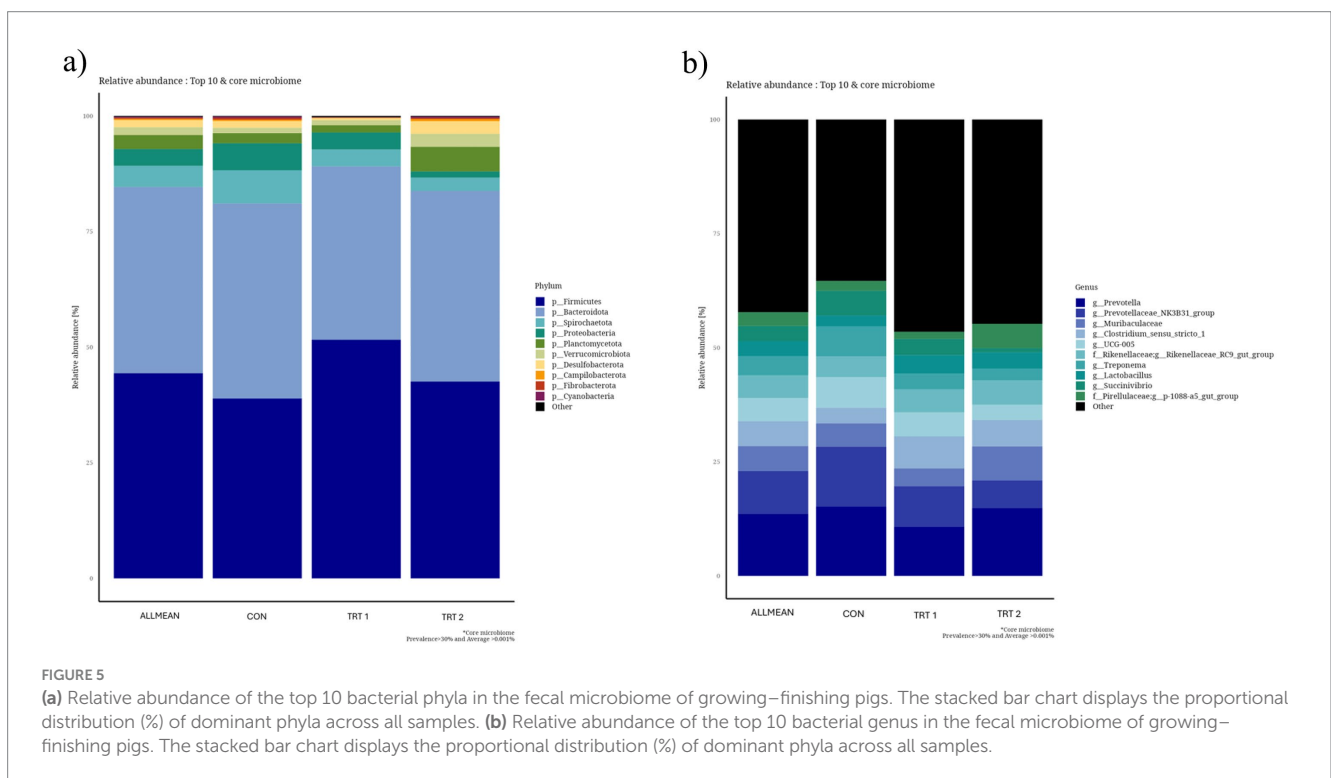 a)
Relative abundance : Top 10 & core microbiome
100
75
50
25
0
Relative abundance [%]
ALLMEAN
CON
TRT 1
TRT 2
*Core microbiome
Prevalence>30% and Average >0.001%
Phylum
p__Firmicutes
p__Bacteroidota
p__Spirochaetota
p__Proteobacteria
p__Planctomycetota
p__Verrucomicrobiota
p__Desulfobacterota
p__Campilobacterota
p__Fibrobacterota
p__Cyanobacteria
Other
b)
Relative abundance : Top 10 & core microbiome
100
75
50
25
0
Relative abundance [%]
ALLMEAN
CON
TRT 1
TRT 2
*Core microbiome
Prevalence>30% and Average >0.001%
Genus
g__Prevotella
g__Prevotellaceae_NK3B31_group
g__Muribaculaceae
g__Clostridium_sensu_stricto_1
g__UCG-005
f__Rikenellaceae;g__Rikenellaceae_RC9_gut_group
g__Treponema
g__Lactobacillus
g__Succinivibrio
f__Pirellulaceae;g__p-1088-a5_gut_group
Other
FIGURE 5
(a) Relative abundance of the top 10 bacterial phyla in the fecal microbiome of growing–finishing pigs. The stacked bar chart displays the proportional
distribution (%) of dominant phyla across all samples. (b) Relative abundance of the top 10 bacterial genus in the fecal microbiome of growing–
finishing pigs. The stacked bar chart displays the proportional distribution (%) of dominant phyla across all samples.